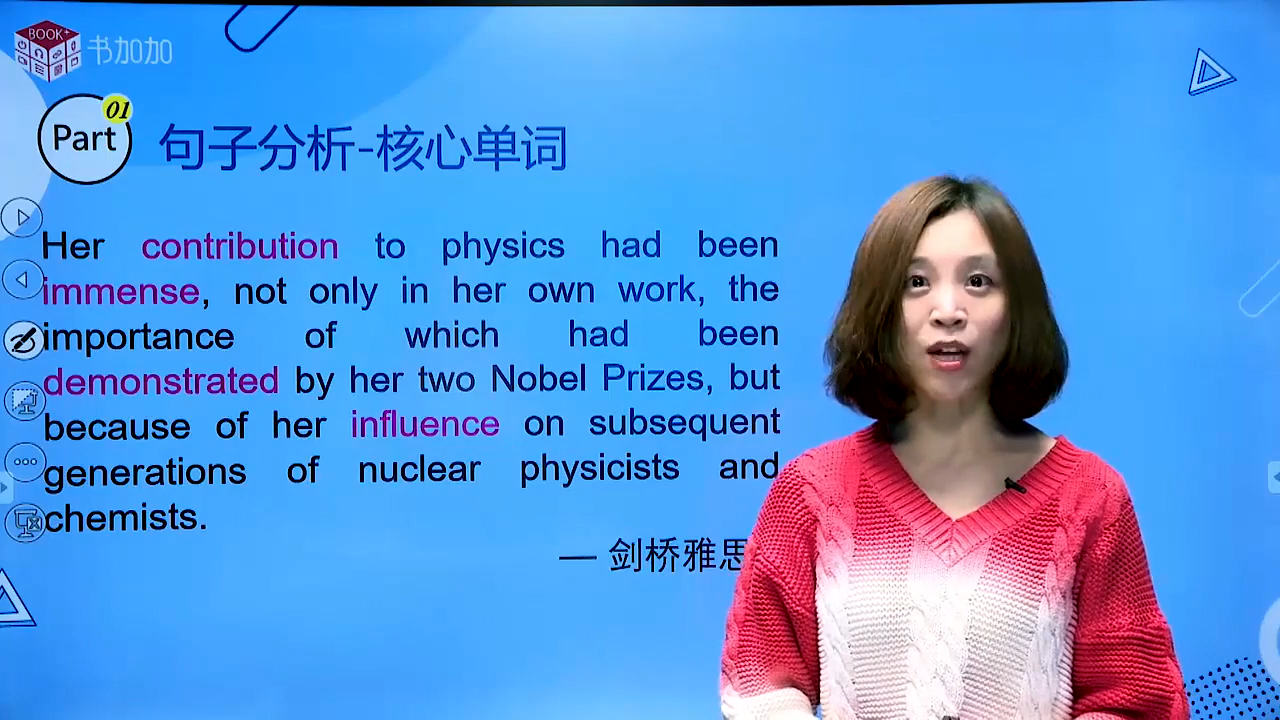 BOOK+
书加加
01
Part
句子分析-核心单词
Her contribution to physics had been
immense, not only in her own work, the
importance of which had been
demonstrated by her two Nobel Prizes, but
because of her influence on subsequent
generations of nuclear physicists and
chemists.
— 剑桥雅思